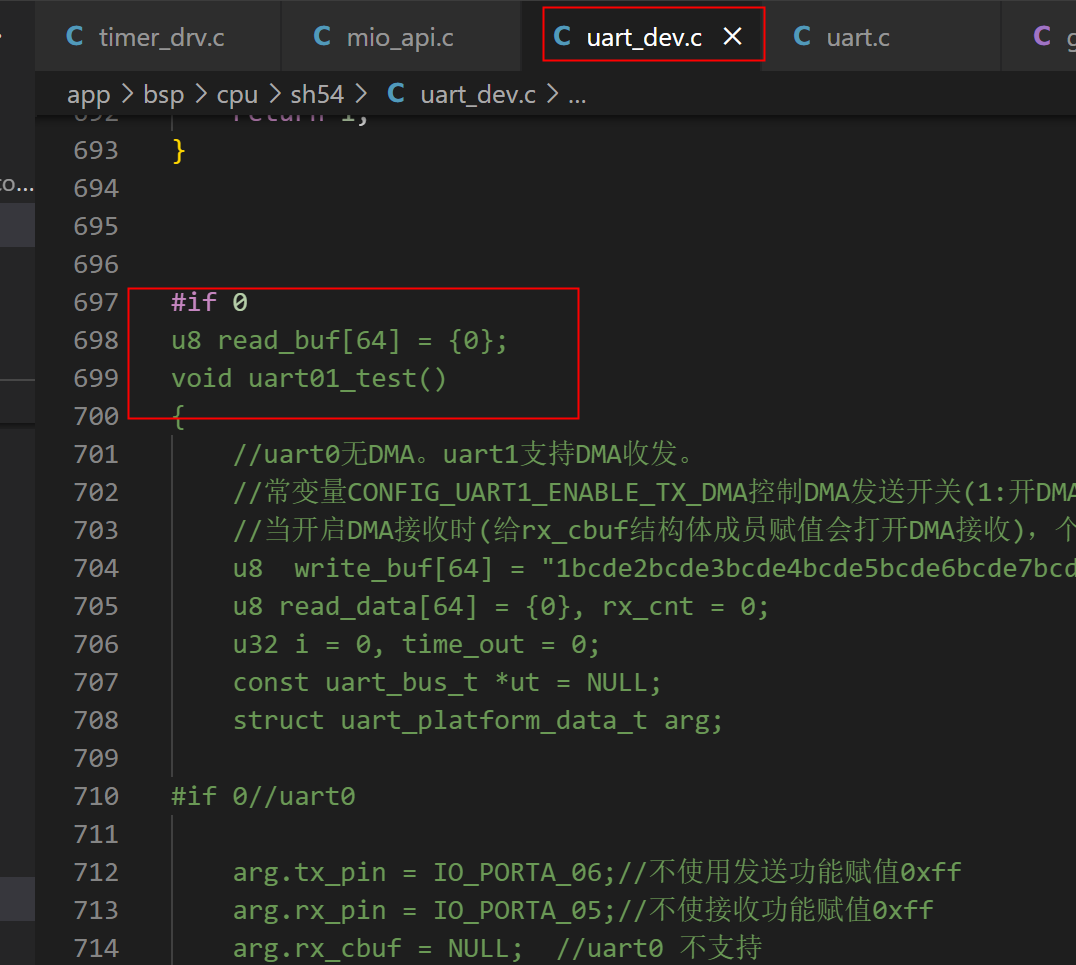 C timer_drv.c C mio_api.c C uart_dev.c × C uart.c C
app > bsp > cpu > sh54 > C uart_dev.c > ...
693 }
694
695
696
697 #if 0
698 u8 read_buf[64] = {0};
699 void uart01_test()
700 {
701 //uart0无DMA。uart1支持DMA收发。
702 //常变量CONFIG_UART1_ENABLE_TX_DMA控制DMA发送开关(1:开DMA
703 //当开启DMA接收时(给rx_cbuf结构体成员赋值会打开DMA接收)，个
704 u8  write_buf[64] = "1bcde2bcde3bcde4bcde5bcde6bcde7bcd
705 u8 read_data[64] = {0}, rx_cnt = 0;
706 u32 i = 0, time_out = 0;
707 const uart_bus_t *ut = NULL;
708 struct uart_platform_data_t arg;
709
710 #if 0//uart0
711
712 arg.tx_pin = IO_PORTA_06;//不使用发送功能赋值0xff
713 arg.rx_pin = IO_PORTA_05;//不使接收功能赋值0xff
714 arg.rx_cbuf = NULL;  //uart0 不支持